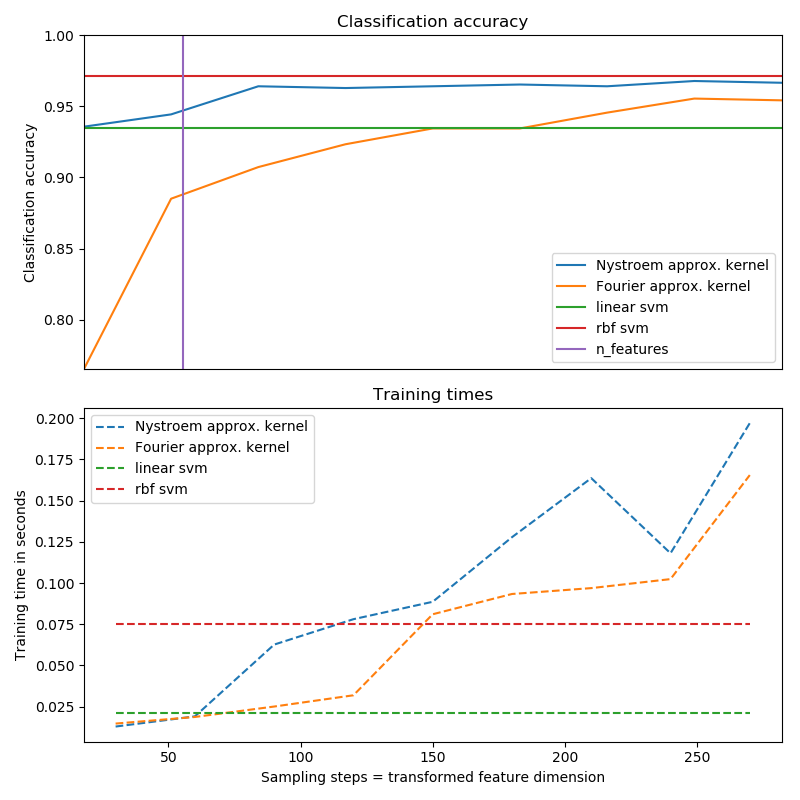 Classification accuracy
1.00
0.95
0.90
0.85
0.80
Classification accuracy
Nystroem approx. kernel
Fourier approx. kernel
linear svm
rbf svm
n_features
Training times
0.200
0.175
0.150
0.125
0.100
0.075
0.050
0.025
Training time in seconds
Nystroem approx. kernel
Fourier approx. kernel
linear svm
rbf svm
50 100 150 200 250
Sampling steps = transformed feature dimension